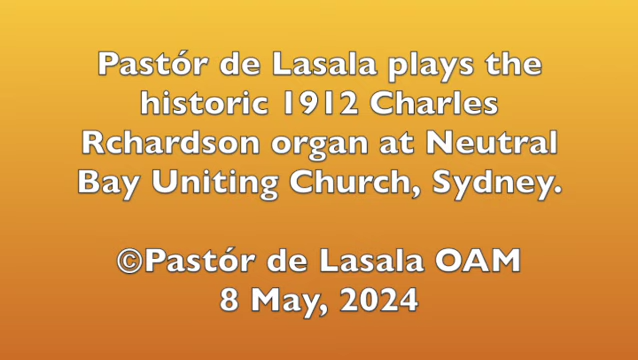 Pastór de Lasala plays the
historic 1912 Charles
Rchardson organ at Neutral
Bay Uniting Church, Sydney.
©Pastór de Lasala OAM
8 May, 2024